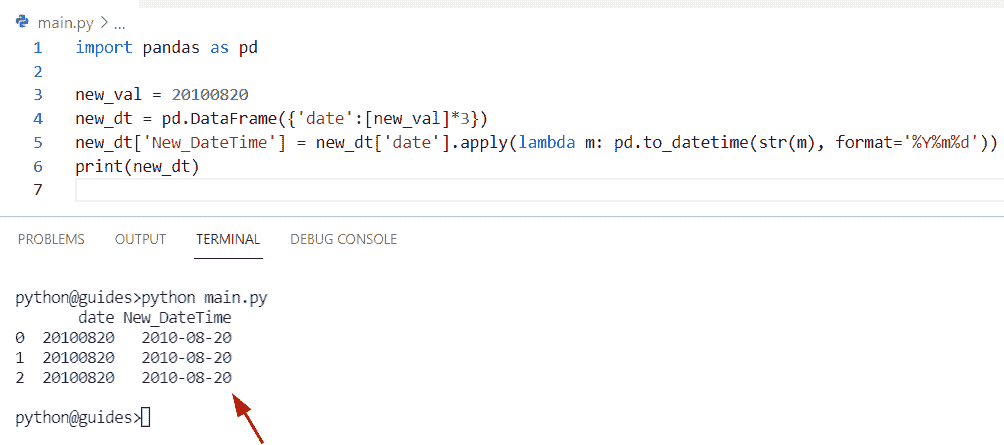 main.py > ...
1 import pandas as pd
2
3 new_val = 20100820
4 new_dt = pd.DataFrame({'date':[new_val]*3})
5 new_dt['New_DateTime'] = new_dt['date'].apply(lambda m: pd.to_datetime(str(m), format='%Y%m%d'))
6 print(new_dt)
7
PROBLEMS OUTPUT TERMINAL DEBUG CONSOLE
python@guides>python main.py
date New_DateTime
0 20100820 2010-08-20
1 20100820 2010-08-20
2 20100820 2010-08-20
python@guides>